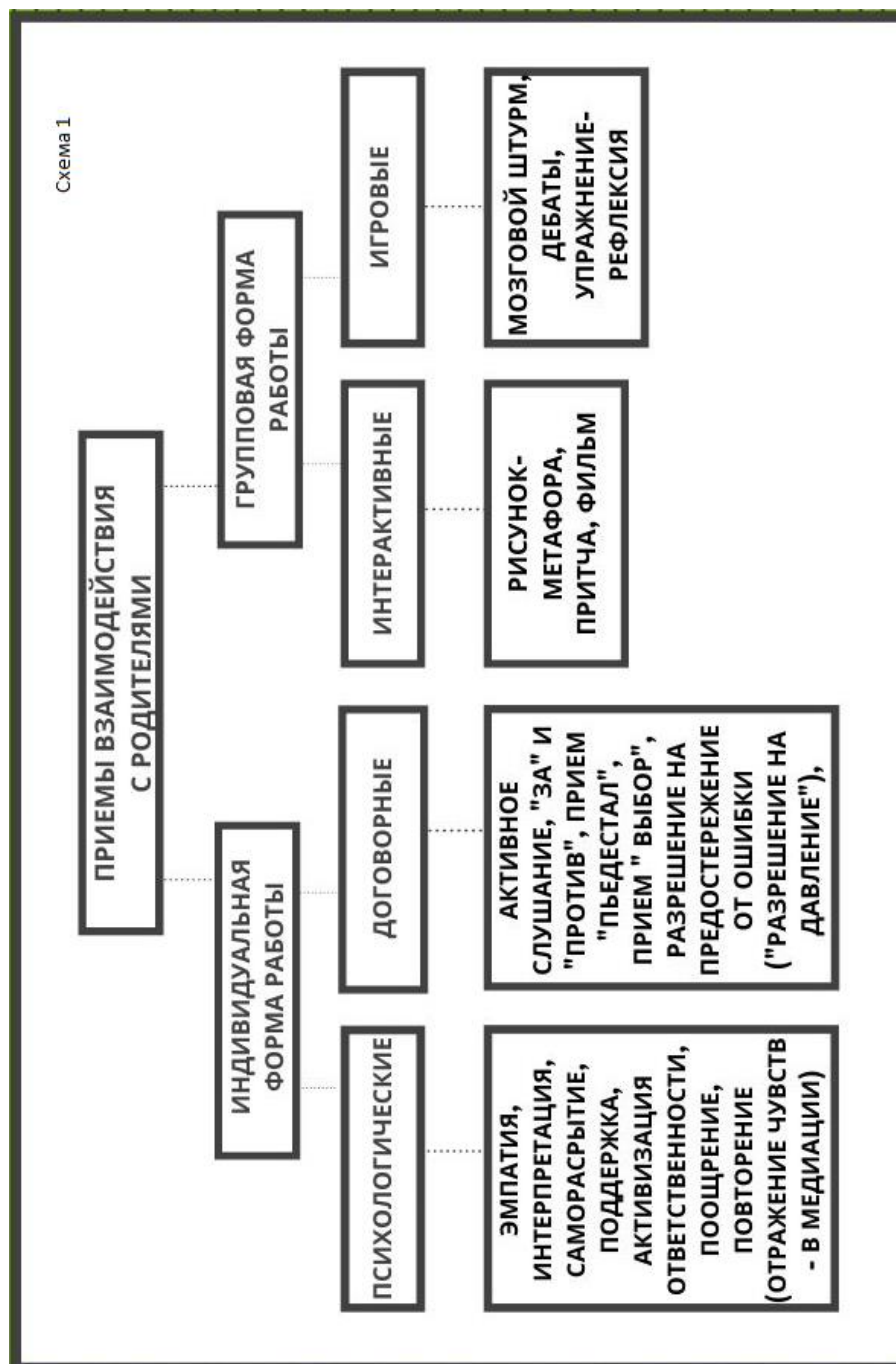 Схема 1
ПРИЕМЫ ВЗАИМОДЕЙСТВИЯ
С РОДИТЕЛЯМИ
ИНДИВИДУАЛЬНАЯ
ФОРМА РАБОТЫ
ГРУППОВАЯ ФОРМА
РАБОТЫ
ПСИХОЛОГИЧЕСКИЕ
ДОГОВОРНЫЕ
ИНТЕРАКТИВНЫЕ
ИГРОВЫЕ
ЭМПАТИЯ,
ИНТЕРПРЕТАЦИЯ,
САМОРАСРЫТИЕ,
ПОДДЕРЖКА,
АКТИВИЗАЦИЯ
ОТВЕТСТВЕННОСТИ,
ПООЩРЕНИЕ,
ПОВТОРЕНИЕ
(ОТРАЖЕНИЕ ЧУВСТВ
- В МЕДИАЦИИ)
АКТИВНОЕ
СЛУШАНИЕ, "ЗА" И
"ПРОТИВ", ПРИЕМ
"ПЬЕДЕСТАЛ",
ПРИЕМ " ВЫБОР",
РАЗРЕШЕНИЕ НА
ПРЕДОСТЕРЕЖЕНИЕ
ОТ ОШИБКИ
("РАЗРЕШЕНИЕ НА
ДАВЛЕНИЕ"),
РИСУНОК-
МЕТАФОРА,
ПРИТЧА, ФИЛЬМ
МОЗГОВОЙ ШТУРМ,
ДЕБАТЫ,
УПРАЖНЕНИЕ-
РЕФЛЕКСИЯ